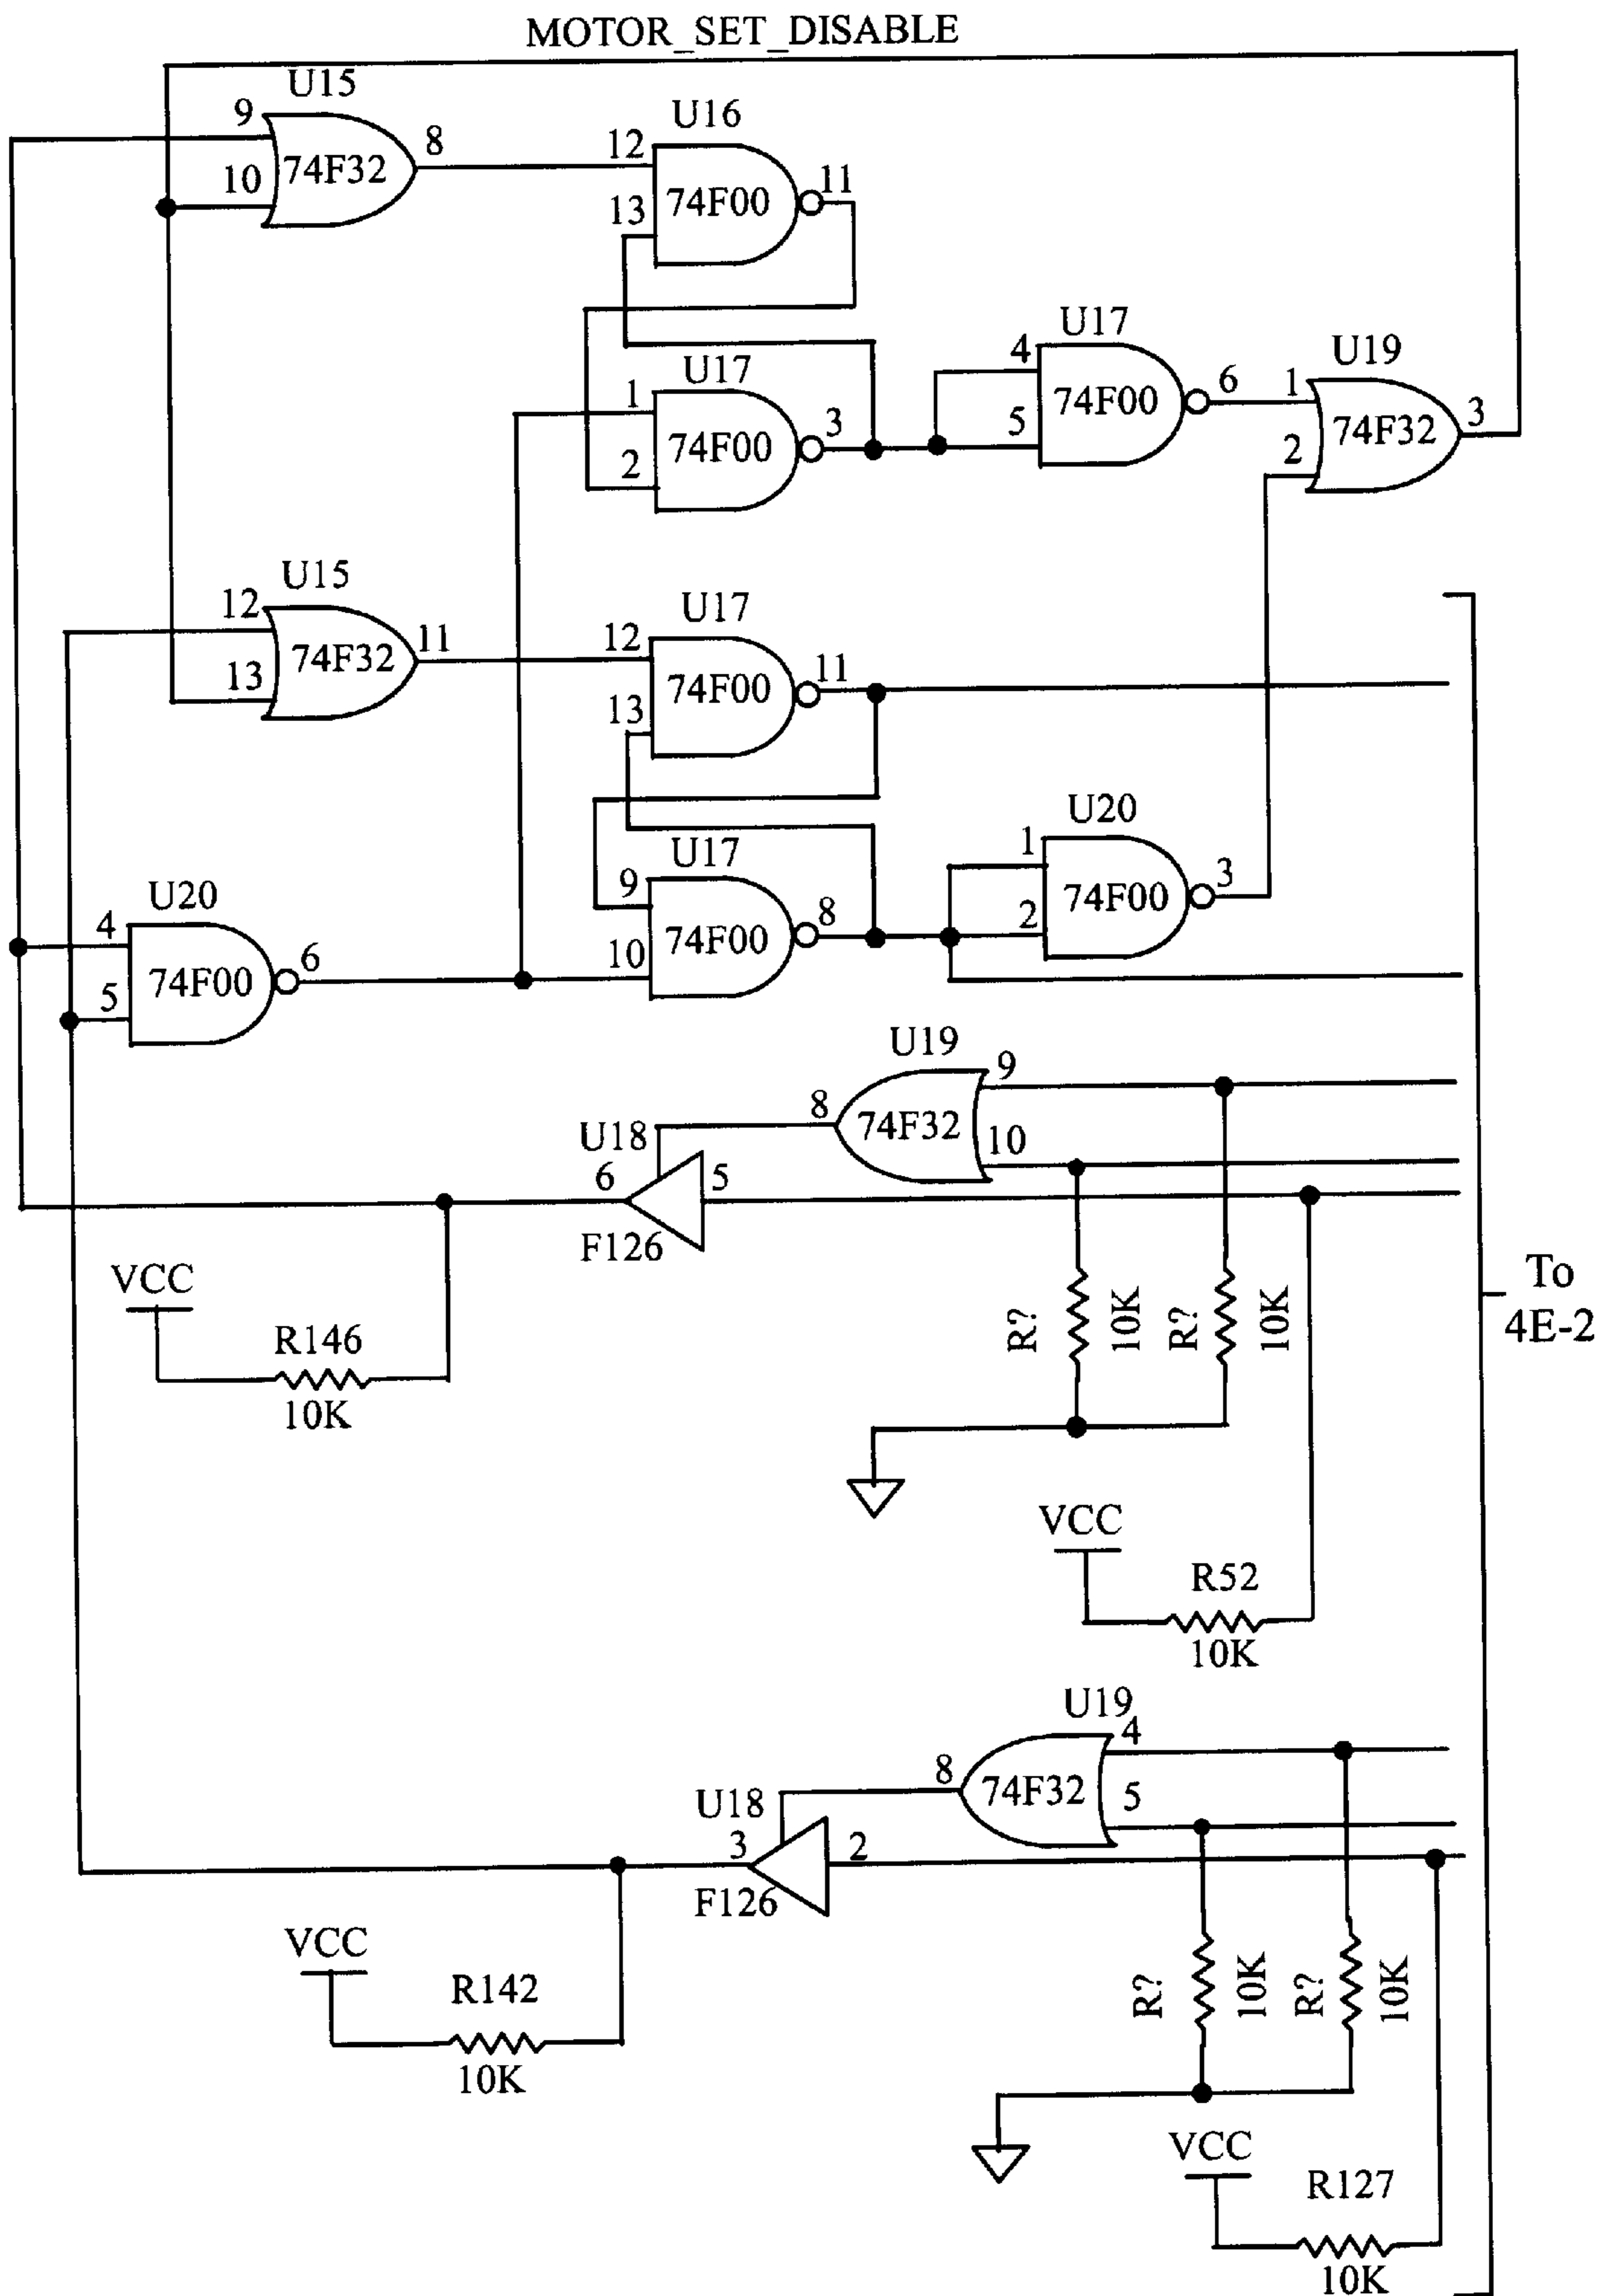 MOTOR_SET_DISABLE
U15
9
10
74F32
8
U16
12
13
74F00
11
U17
1
2
74F00
3
U17
4
5
74F00
6
U19
1
2
74F32
3
U15
12
13
74F32
11
U17
12
13
74F00
11
U17
9
10
74F00
8
U20
1
2
74F00
3
U20
4
5
74F00
6
U19
9
10
74F32
8
U18
6
5
F126
VCC
R146
10K
R?
10K
R?
10K
To
4E-2
VCC
R52
10K
U19
4
5
74F32
8
U18
3
2
F126
VCC
R142
10K
R?
10K
R?
10K
VCC
R127
10K